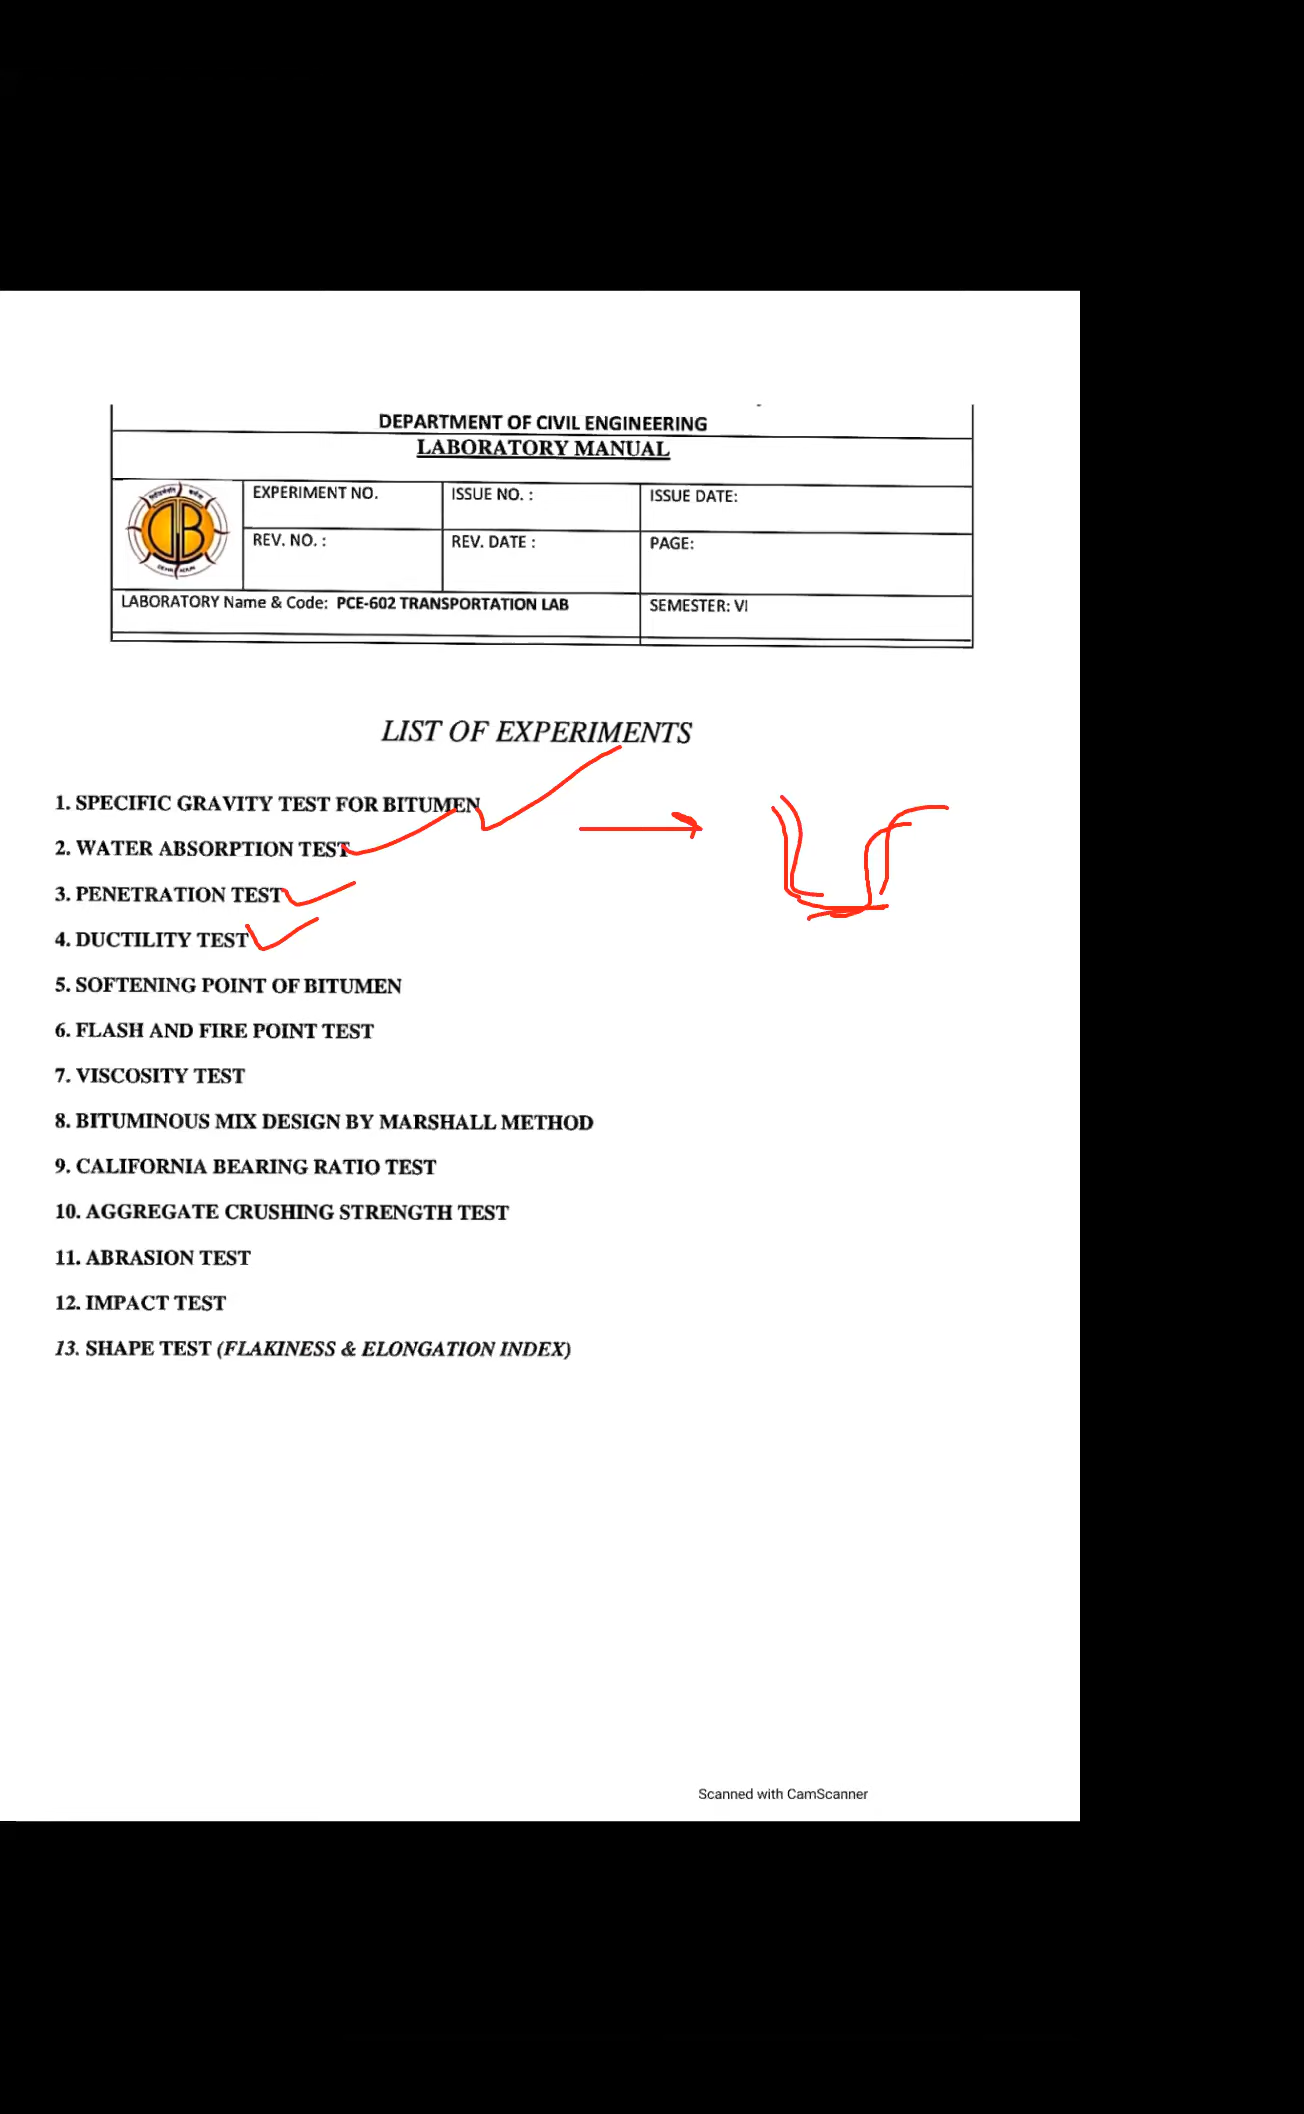 DEPARTMENT OF CIVIL ENGINEERING
LABORATORY MANUAL
EXPERIMENT NO.
ISSUE NO. :
ISSUE DATE:
REV. NO. :
REV. DATE :
PAGE:
LABORATORY Name & Code: PCE-602 TRANSPORTATION LAB
SEMESTER: VI
LIST OF EXPERIMENTS
1. SPECIFIC GRAVITY TEST FOR BITUMEN
2. WATER ABSORPTION TEST
3. PENETRATION TEST
4. DUCTILITY TEST
5. SOFTENING POINT OF BITUMEN
6. FLASH AND FIRE POINT TEST
7. VISCOSITY TEST
8. BITUMINOUS MIX DESIGN BY MARSHALL METHOD
9. CALIFORNIA BEARING RATIO TEST
10. AGGREGATE CRUSHING STRENGTH TEST
11. ABRASION TEST
12. IMPACT TEST
13. SHAPE TEST (FLAKINESS & ELONGATION INDEX)
Scanned with CamScanner